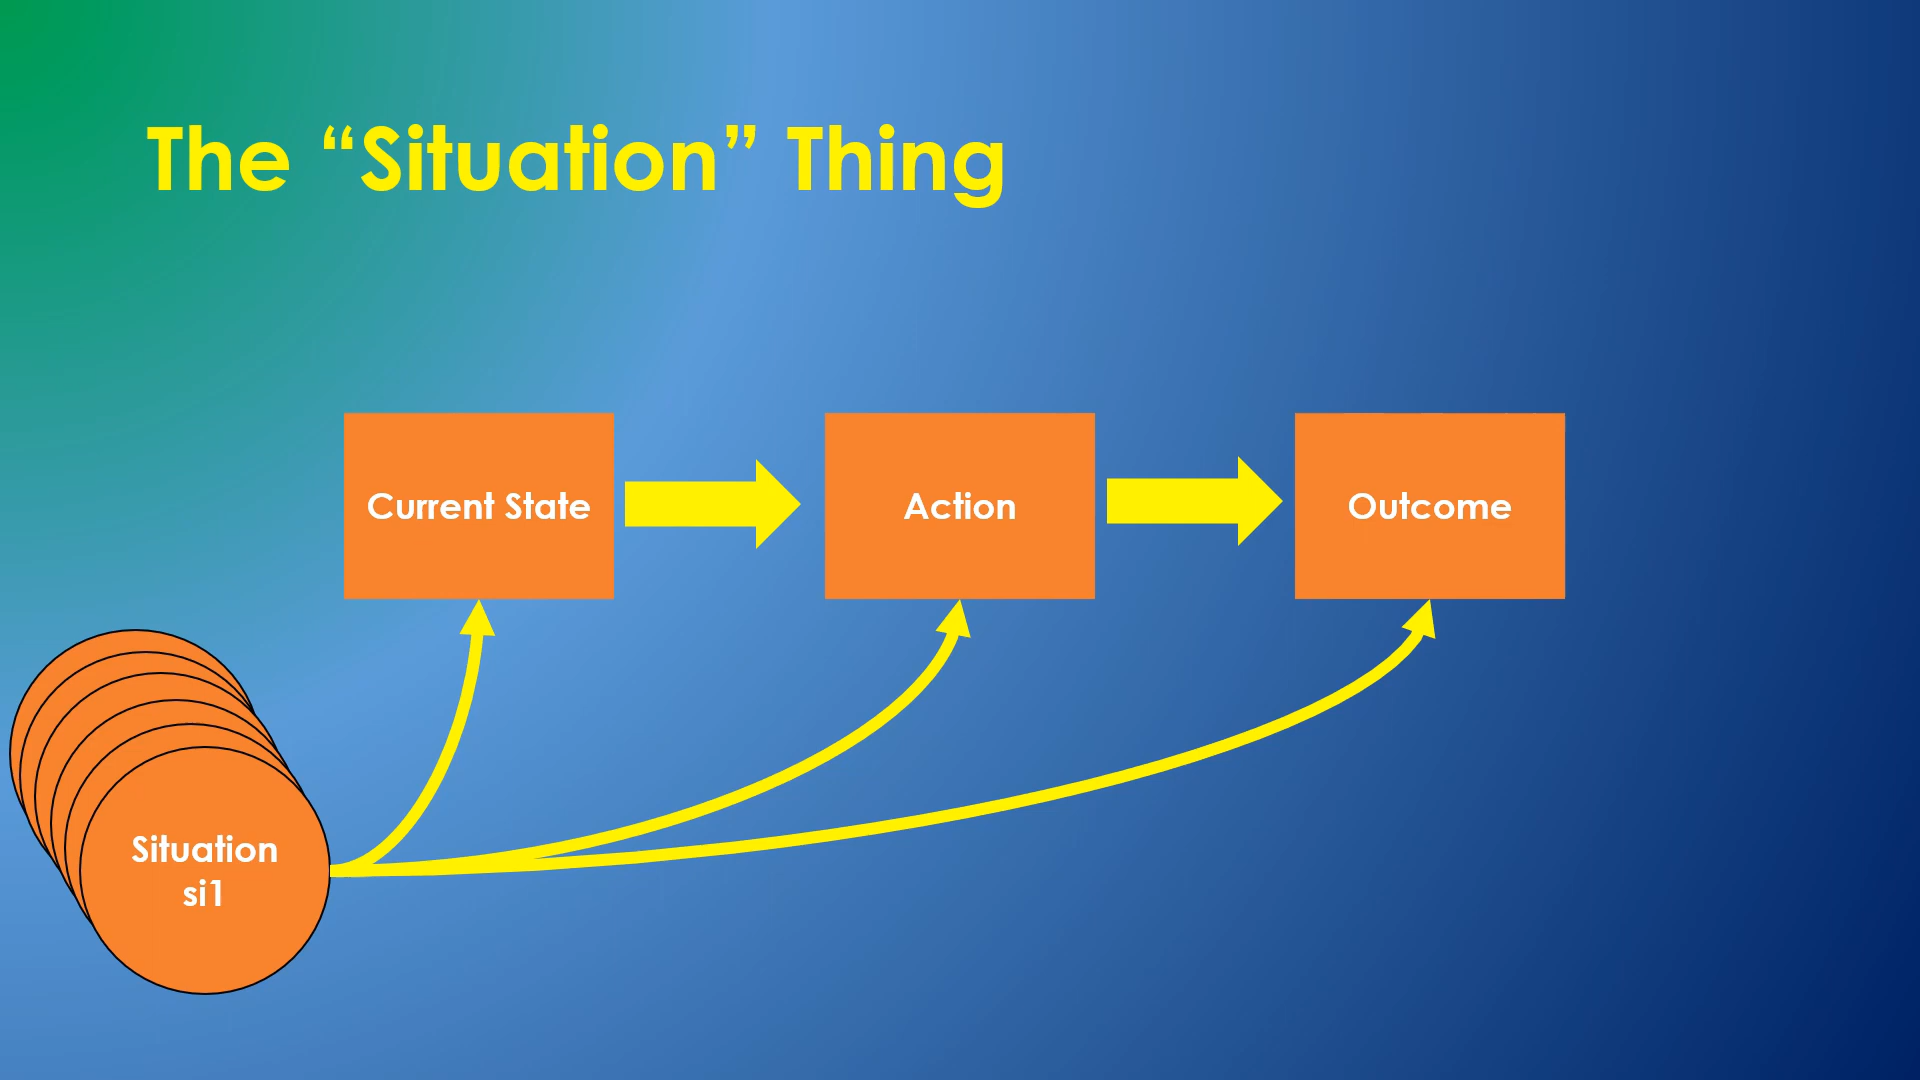 The “Situation” Thing
Current State
Action
Outcome
Situation
si1